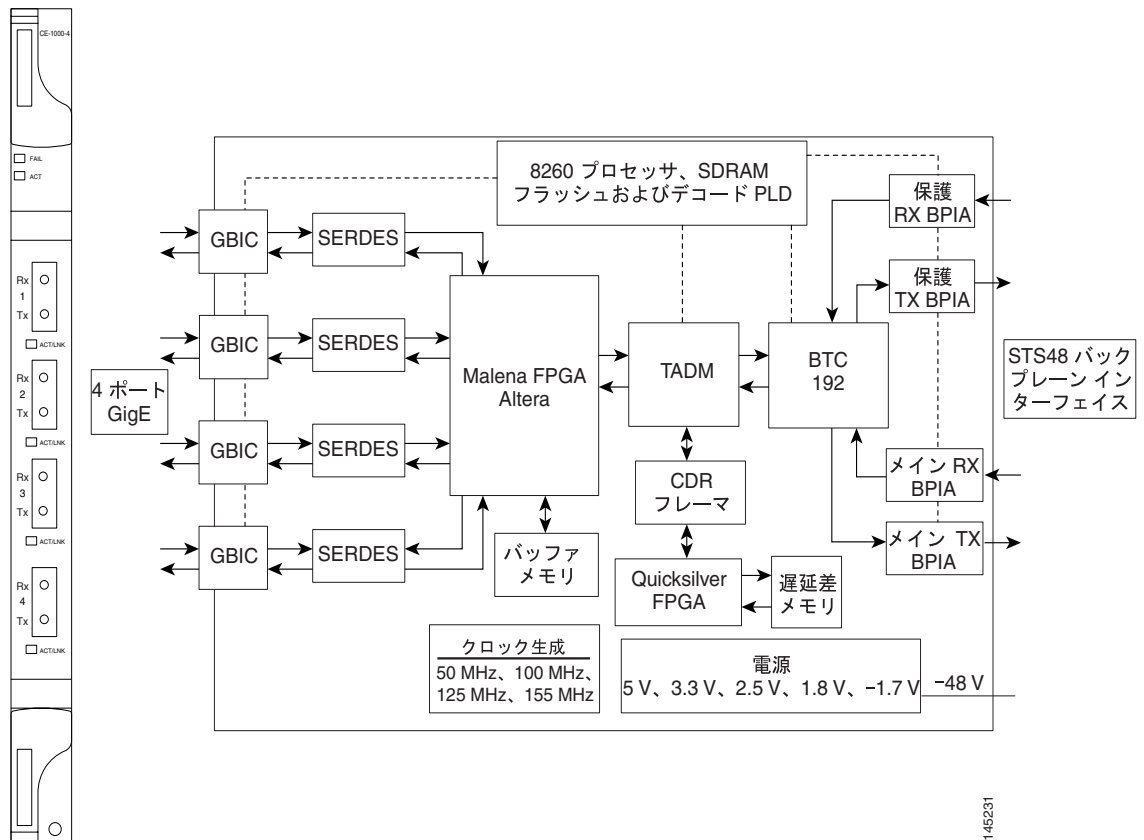 CE-1000-4
FAIL
ACT
Rx
1
Tx
ACT/LNK
Rx
2
Tx
ACT/LNK
Rx
3
Tx
ACT/LNK
Rx
4
Tx
ACT/LNK
4 ポート
GigE
GBIC
SERDES
GBIC
SERDES
GBIC
SERDES
GBIC
SERDES
8260 プロセッサ、SDRAM
フラッシュおよびデコード PLD
Malena FPGA
Altera
バッファ
メモリ
TADM
CDR
フレーマ
Quicksilver
FPGA
遅延差
メモリ
BTC
192
保護
RX BPIA
保護
TX BPIA
メイン RX
BPIA
メイン TX
BPIA
STS48 バック
プレーン イン
ターフェイス
クロック生成
50 MHz、100 MHz、
125 MHz、155 MHz
電源
5 V、3.3 V、2.5 V、1.8 V、−1.7 V
−48 V
145231